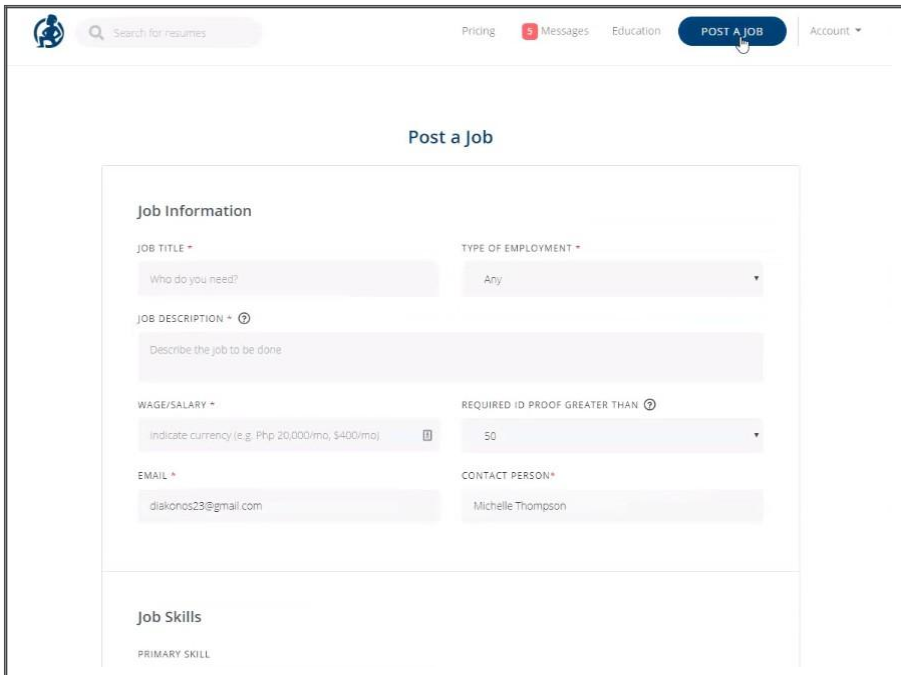 Search for resumes Pricing 5 Messages Education POST A JOB Account
Post a Job
Job Information
JOB TITLE * TYPE OF EMPLOYMENT *
Who do you need? Any
JOB DESCRIPTION * ?
Describe the job to be done
WAGE/SALARY * REQUIRED ID PROOF GREATER THAN ?
Indicate currency (e.g. Php 20,000/mo, $400/mo) 50
EMAIL * CONTACT PERSON*
diakonos23@gmail.com Michelle Thompson
Job Skills
PRIMARY SKILL